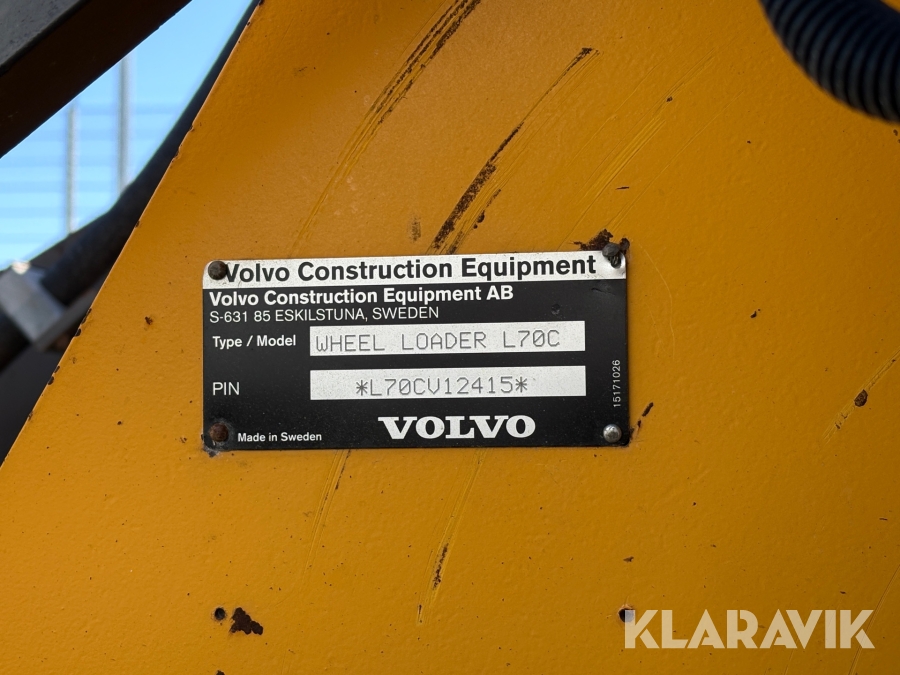 Volvo Construction Equipment
Volvo Construction Equipment AB
S-631 85 ESKILSTUNA, SWEDEN
Type / Model WHEEL LOADER L70C
PIN *L70CV12415*
15171026
VOLVO
Made in Sweden
KLARAVIK